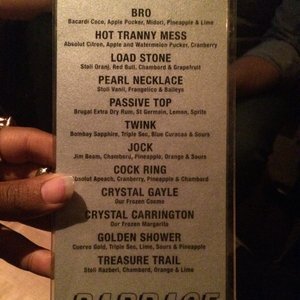 BRO
Bacardi Coco, Apple Pucker, Midori, Pineapple & Lime
HOT TRANNY MESS
Absolut Citron, Apple and Watermelon Pucker, Cranberry
LOAD STONE
Stoli Oranj, Red Bull, Chambord & Grapefruit
PEARL NECKLACE
Stoli Vanil, Frangelico & Baileys
PASSIVE TOP
Brugal Extra Dry Rum, St Germain, Lemon, Sprite
TWINK
Bombay Sapphire, Triple Sec, Blue Curacao & Sours
JOCK
Jim Beam, Chambord, Pineapple, Orange & Sours
COCK RING
Absolut Apeach, Cranberry, Pineapple & Chambord
CRYSTAL GAYLE
Our Frozen Cosmo
CRYSTAL CARRINGTON
Our Frozen Margarita
GOLDEN SHOWER
Cuervo Gold, Triple Sec, Lime, Sours & Pineapple
TREASURE TRAIL
Stoli Razberi, Chambord, Orange & Lime